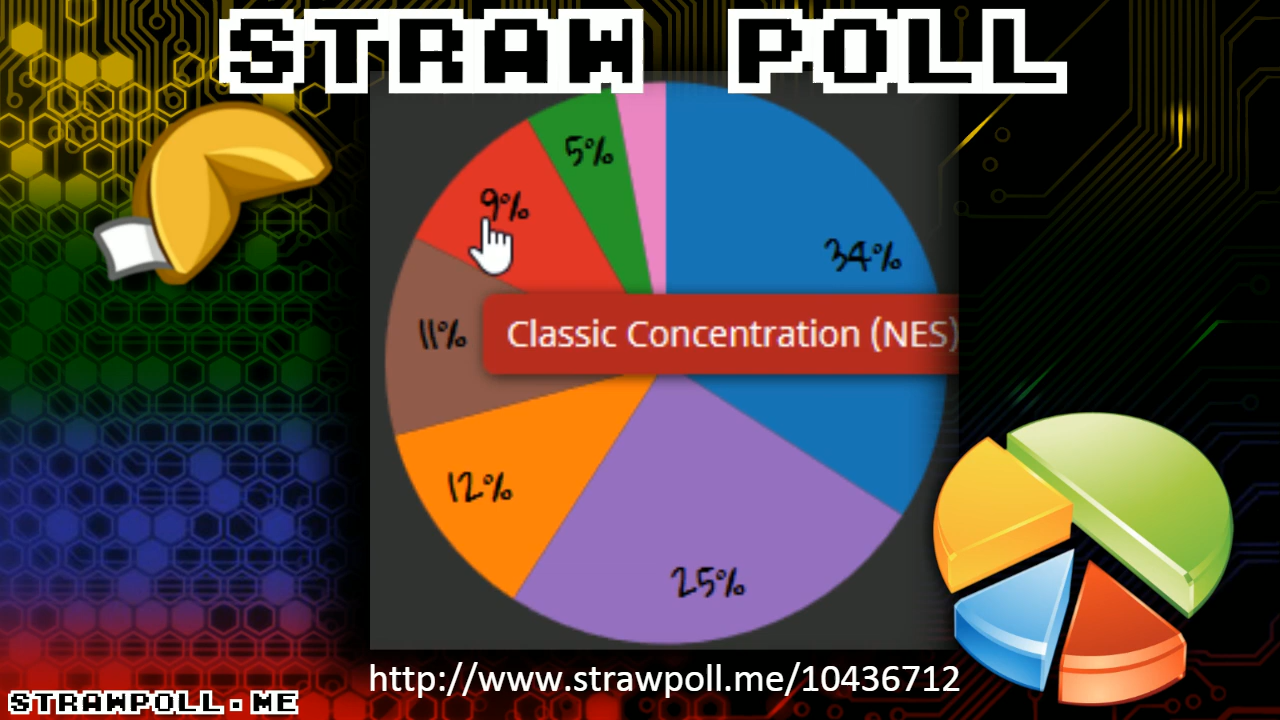 STRAW POLL
5%
9%
34%
11%
Classic Concentration (NES)
12%
25%
http://www.strawpoll.me/10436712
STRAWPOLL.ME